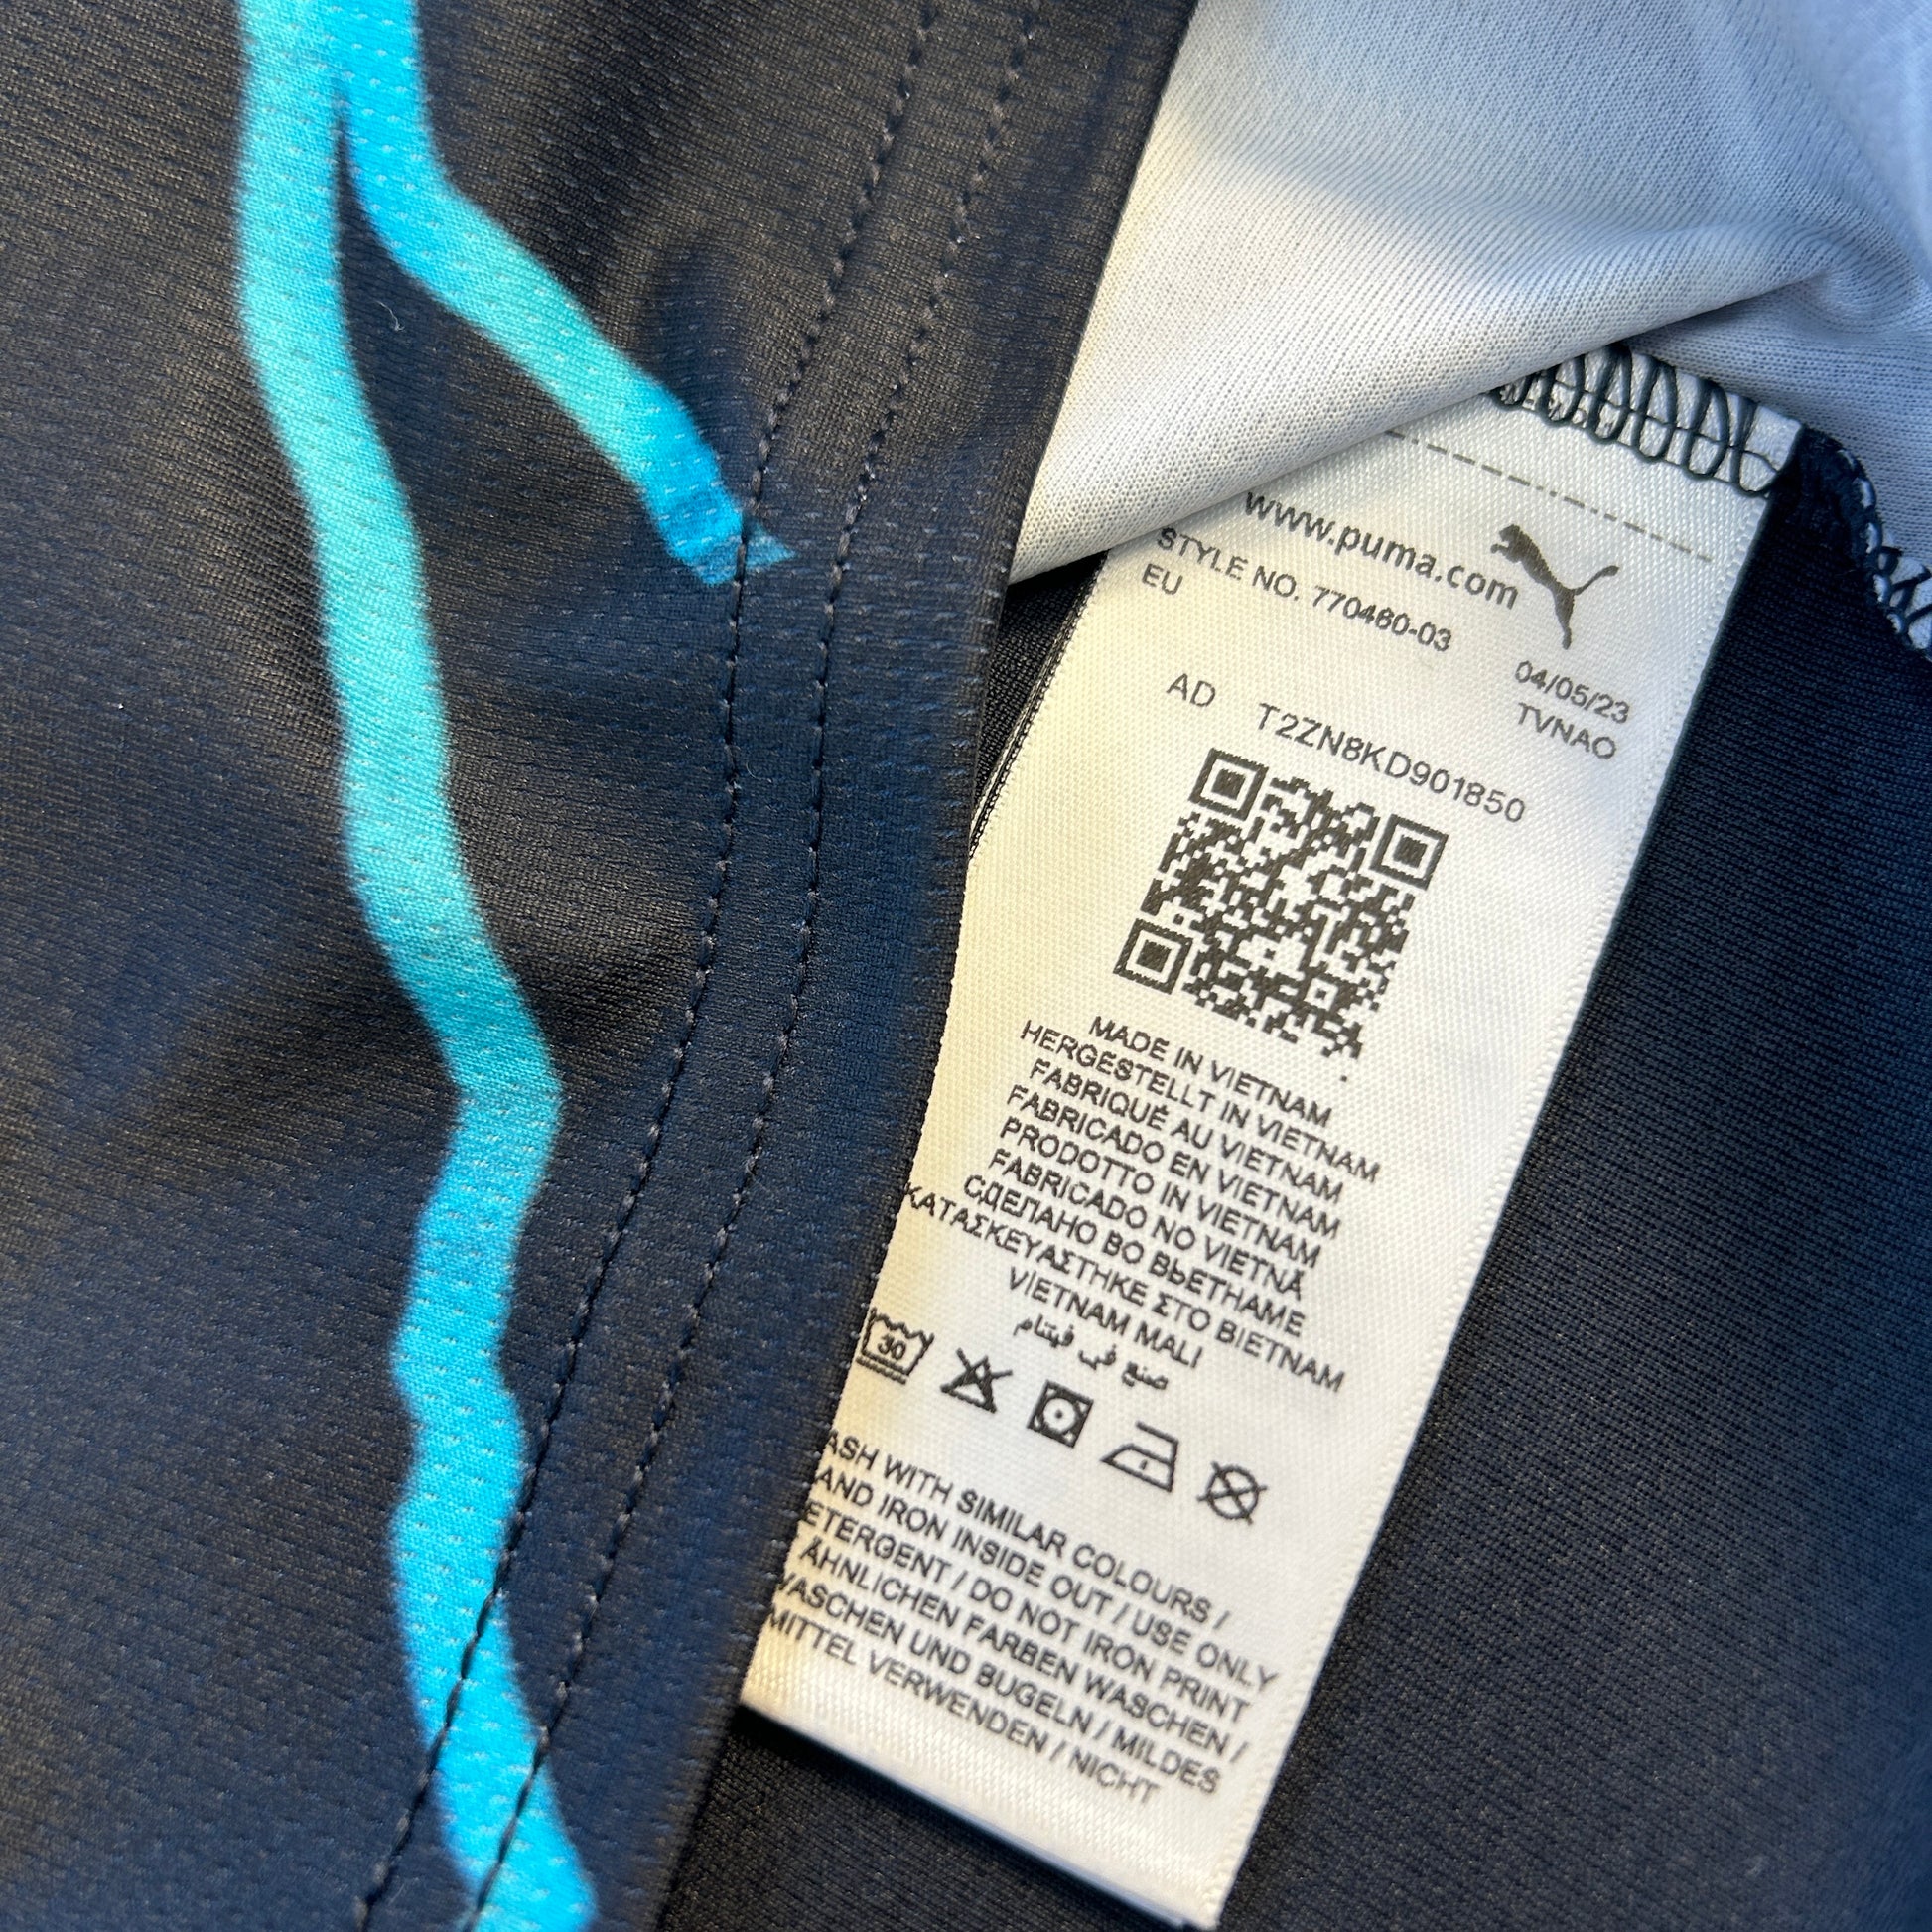 www.puma.com
STYLE NO. 770460-03
EU
04/05/23
TVNAO
AD T2ZN8KD901850
MADE IN VIETNAM
HERGESTELLT IN VIETNAM
FABRIQUÉ AU VIETNAM
FABRICADO EN VIETNAM
PRODOTTO IN VIETNAM
FABRICADO NO VIETNÃ
СДЕЛАНО ВО ВЬЕТНАМЕ
ΚΑΤΑΣΚΕΥΑΣΤΗΚΕ ΣΤΟ ΒΙΕΤΝΑΜ
VIETNAM MALI
صنع في فيتنام
30
ASH WITH SIMILAR COLOURS /
AND IRON INSIDE OUT / USE ONLY
ETERGENT / DO NOT IRON PRINT
ÄHNLICHEN FARBEN WASCHEN /
WASCHEN UND BÜGELN / MILDES
MITTEL VERWENDEN / NICHT